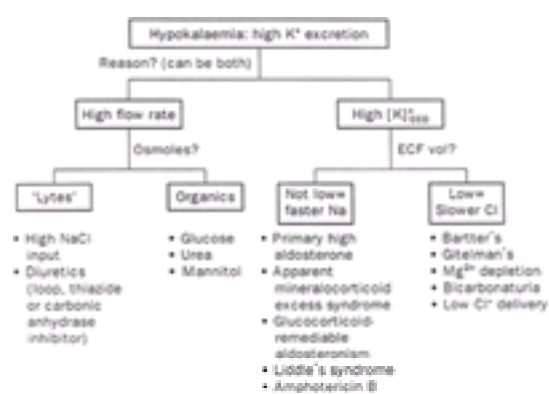 Hypokalaemia: high K⁺ excretion
Reason? (can be both)
High flow rate
High [K]⁺CCD
Osmoles?
ECF vol?
"Lytes"
Organics
Not low=
faster Na
Low=
Slower Cl
• High NaCl
input
• Diuretics
(loop, thiazide
or carbonic
anhydrase
inhibitor)
• Glucose
• Urea
• Mannitol
• Primary high
aldosterone
• Apparent
mineralocorticoid
excess syndrome
• Glucocorticoid-
remediable
aldosteronism
• Liddle's syndrome
• Amphotericin B
• Bartter's
• Gitelman's
• Mg²⁺ depletion
• Bicarbonaturia
• Low Cl⁻ delivery